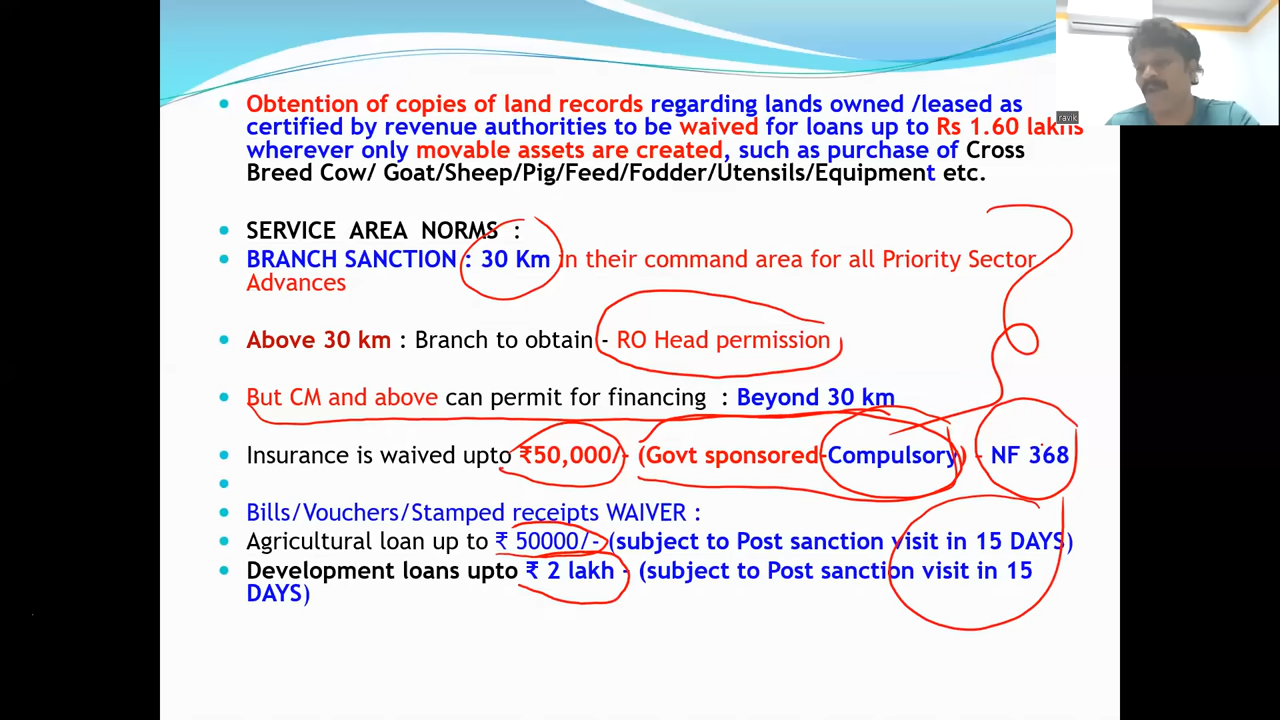 Obtention of copies of land records regarding lands owned /leased as
certified by revenue authorities to be waived for loans up to Rs 1.60 lakhs
wherever only movable assets are created, such as purchase of Cross
Breed Cow/ Goat/Sheep/Pig/Feed/Fodder/Utensils/Equipment etc.
SERVICE AREA NORMS :
BRANCH SANCTION : 30 Km in their command area for all Priority Sector
Advances
Above 30 km : Branch to obtain - RO Head permission
But CM and above can permit for financing : Beyond 30 km
Insurance is waived upto ₹50,000/- (Govt sponsored-Compulsory) - NF 368
Bills/Vouchers/Stamped receipts WAIVER :
Agricultural loan up to ₹ 50000/- (subject to Post sanction visit in 15 DAYS)
Development loans upto ₹ 2 lakh - (subject to Post sanction visit in 15
DAYS)
ravik